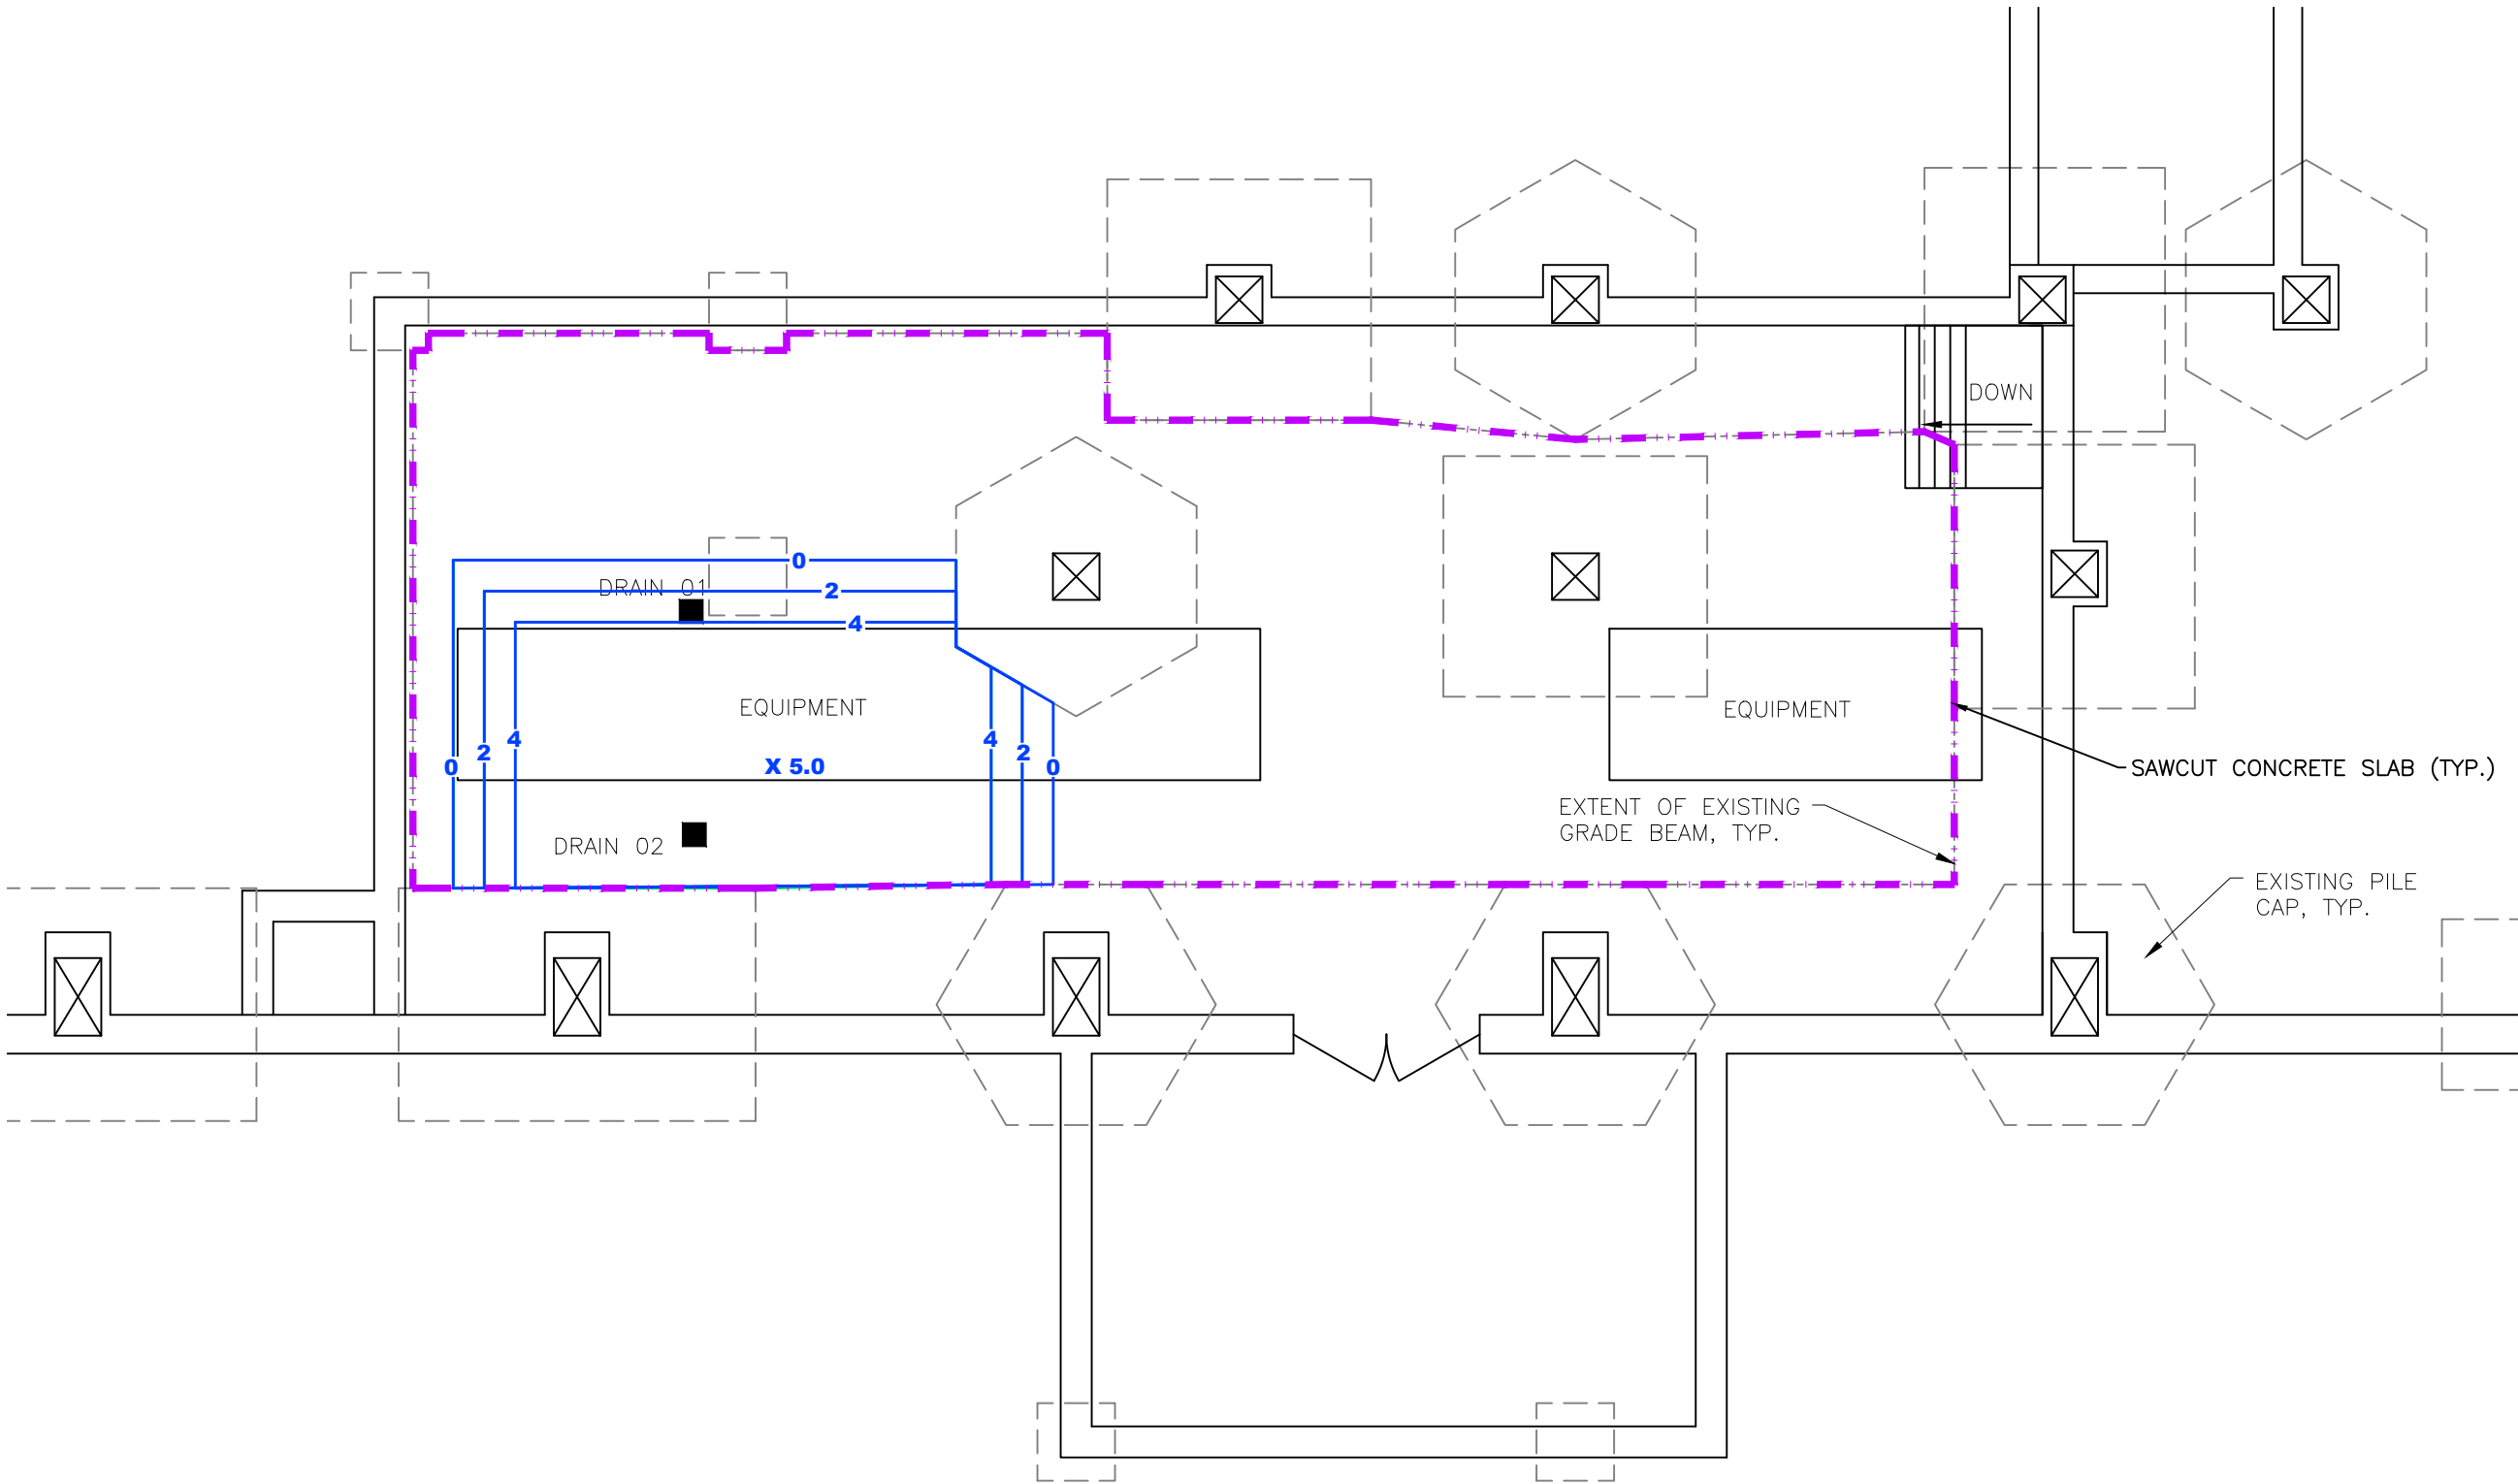 DOWN
0
DRAIN 01
2
4
EQUIPMENT
EQUIPMENT
4
4
2
2
0
X 5.0
0
SAWCUT CONCRETE SLAB (TYP.)
EXTENT OF EXISTING
GRADE BEAM, TYP.
DRAIN 02
EXISTING PILE
CAP, TYP.